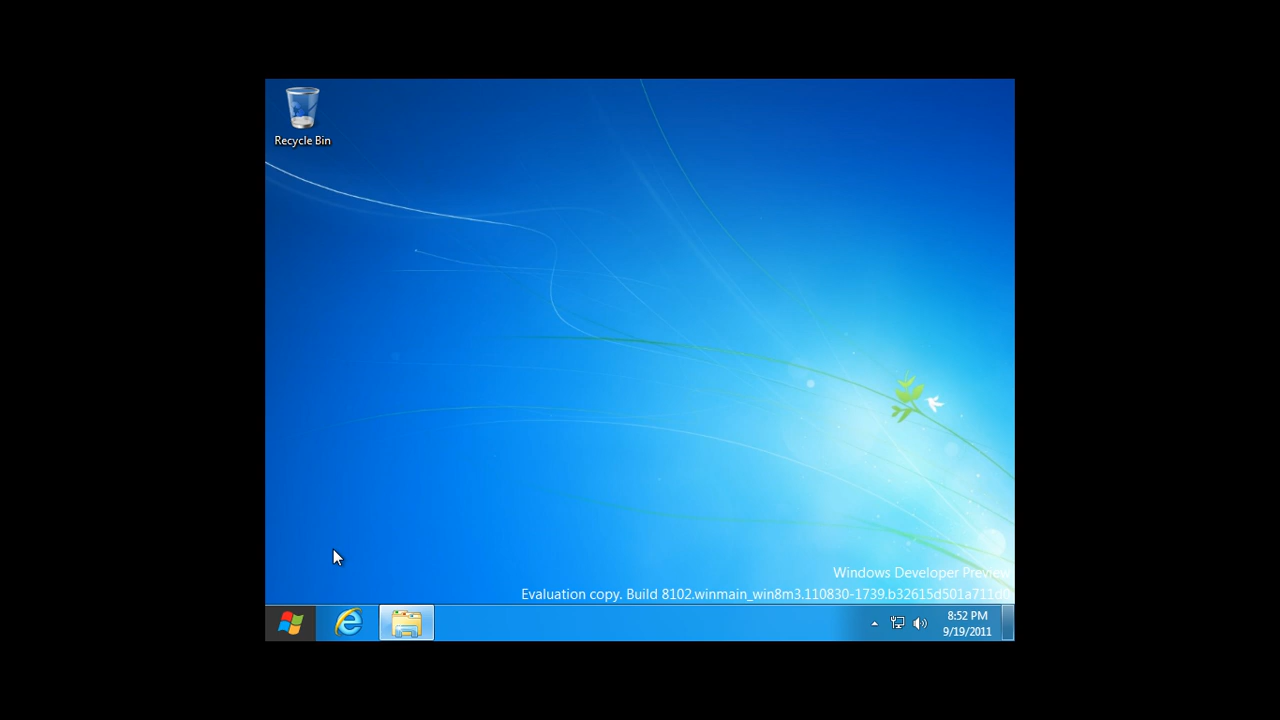 Recycle Bin
Windows Developer Preview
Evaluation copy. Build 8102.winmain_win8m3.110830-1739.b32615d501a711d0
8:52 PM
9/19/2011